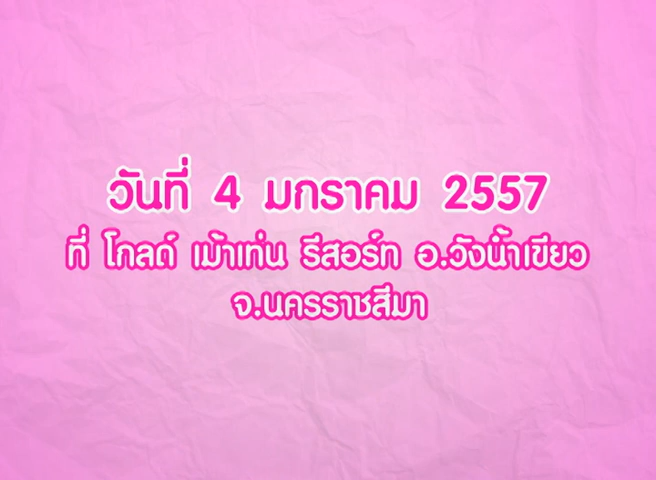 วันที่ 4 มกราคม 2557
ที่ โกลด์ เม้าเท่น รีสอร์ท อ.วังน้ำเขียว
จ.นครราชสีมา